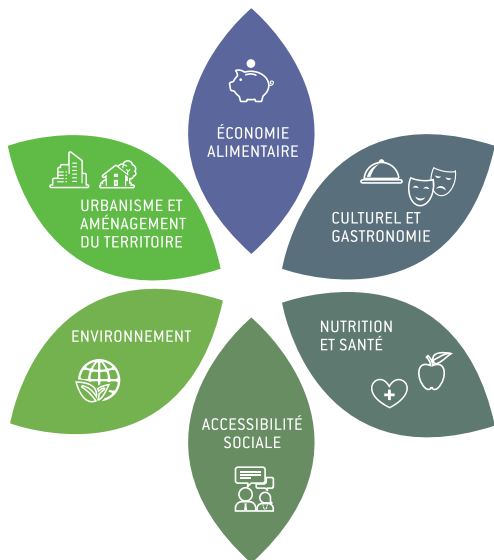 ÉCONOMIE
ALIMENTAIRE
CULTUREL ET
GASTRONOMIE
NUTRITION
ET SANTÉ
ACCESSIBILITÉ
SOCIALE
ENVIRONNEMENT
URBANISME ET
AMÉNAGEMENT
DU TERRITOIRE